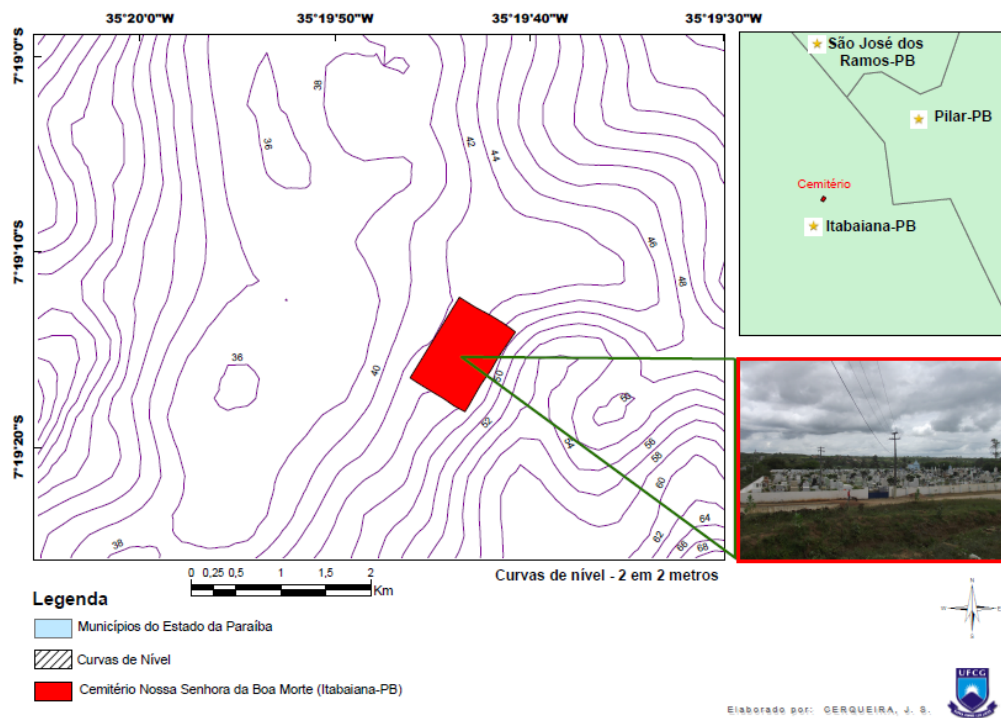 35°20'0"W
35°19'50"W
35°19'40"W
35°19'30"W
7°19'0"S
7°19'10"S
7°19'20"S
38
36
42
44
46
48
36
40
50
52
54
56
56
58
60
62
64
66
68
38
São José dos
Ramos-PB
Pilar-PB
Cemitério
Itabaiana-PB
0 0,25 0,5 1 1,5 2
Km
Curvas de nível - 2 em 2 metros
Legenda
Municípios do Estado da Paraíba
Curvas de Nível
Cemitério Nossa Senhora da Boa Morte (Itabaiana-PB)
N
E
S
UFCG
Elaborado por: CERQUEIRA, J. S.